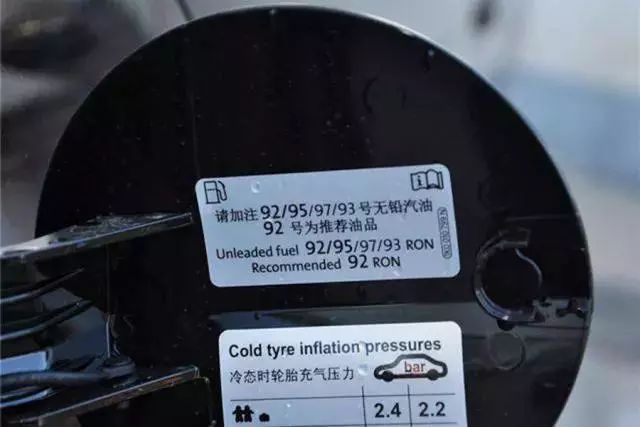 请加注92/95/97/93号无铅汽油
92 号为推荐油品
Unleaded fuel 92/95/97/93 RON
Recommended 92 RON
Cold tyre inflation pressures
冷态时轮胎充气压力
bar
2.4 2.2